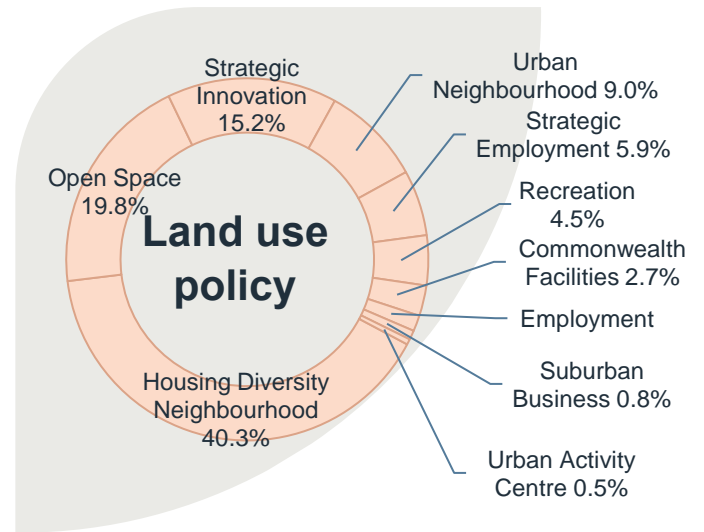 Strategic
Innovation
15.2%
Urban
Neighbourhood 9.0%
Strategic
Employment 5.9%
Open Space
19.8%
Recreation
4.5%
Land use
policy
Commonwealth
Facilities 2.7%
Employment
Housing Diversity
Neighbourhood
40.3%
Suburban
Business 0.8%
Urban Activity
Centre 0.5%